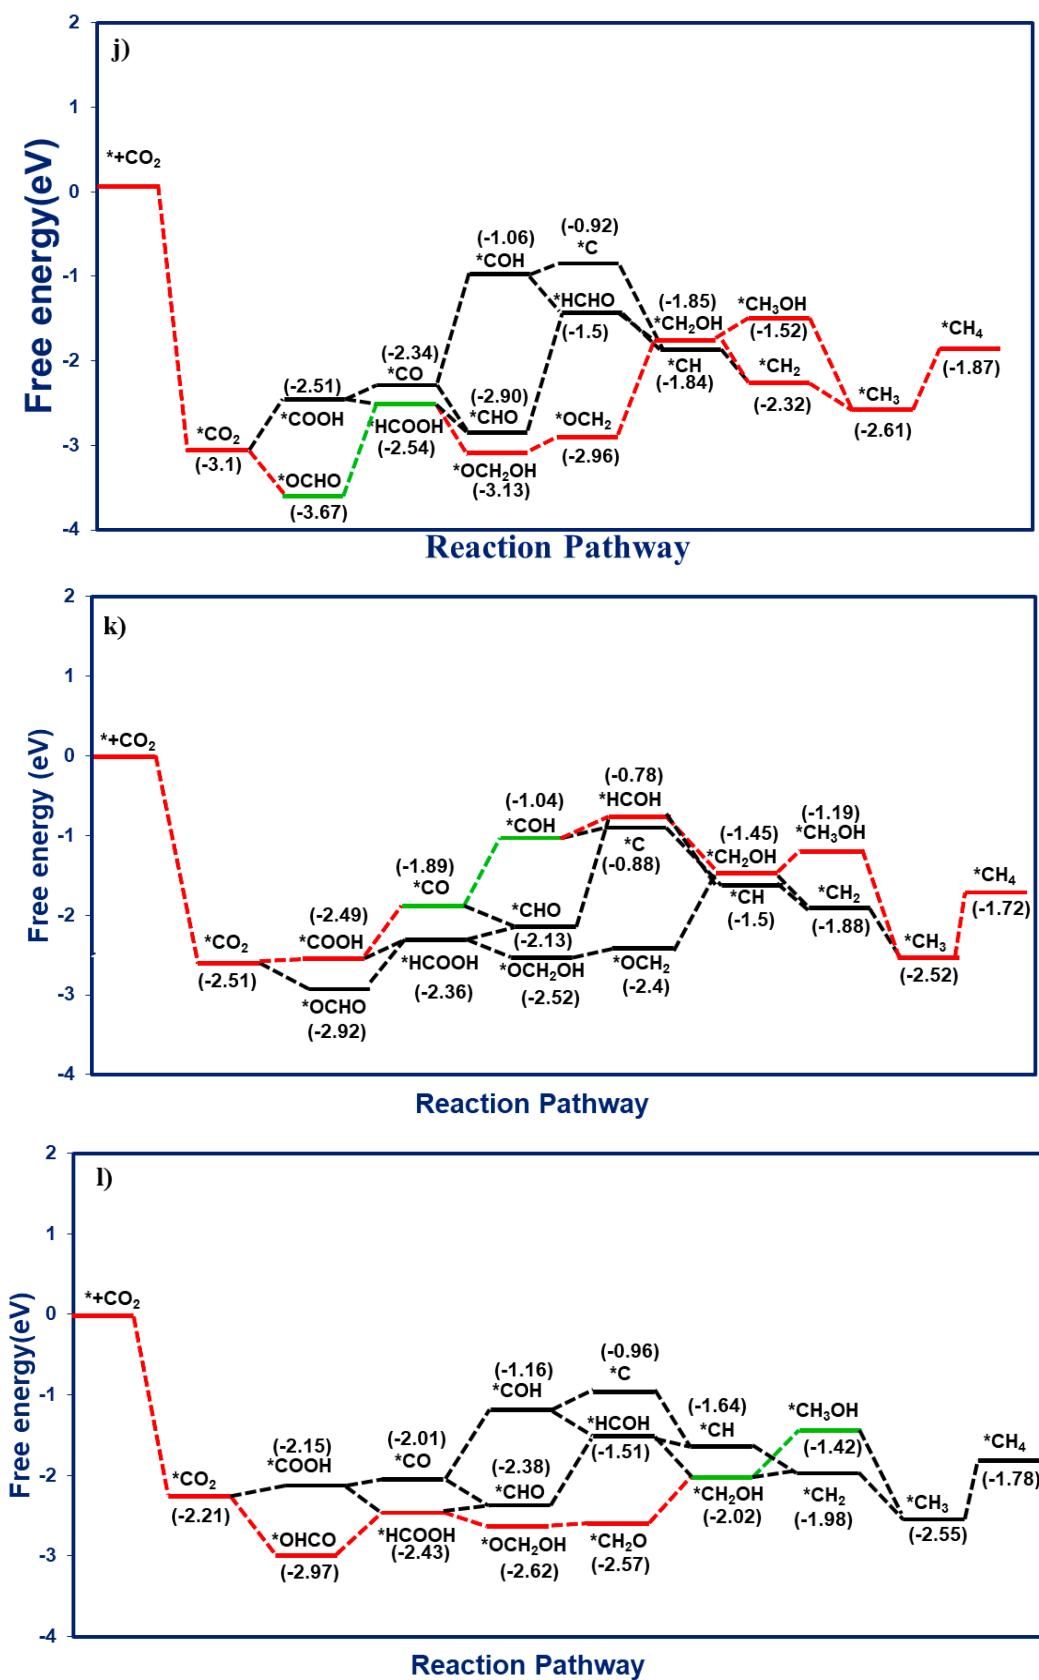 j)
Free energy(eV)
2
1
0
-1
-2
-3
-4
*+CO₂
*CO₂
(-3.1)
(-2.51)
*COOH
*OCHO
(-3.67)
(-2.34)
*CO
*HCOOH
(-2.54)
(-1.06)
*COH
(-2.90)
*CHO
*OCH₂OH
(-3.13)
(-0.92)
*C
*HCHO
(-1.5)
*OCH₂
(-2.96)
(-1.85)
*CH₂OH
*CH
(-1.84)
*CH₃OH
(-1.52)
*CH₂
(-2.32)
*CH₃
(-2.61)
*CH₄
(-1.87)
Reaction Pathway
k)
Free energy (eV)
2
1
0
-1
-2
-3
-4
*+CO₂
*CO₂
(-2.51)
(-2.49)
*COOH
*OCHO
(-2.92)
(-1.89)
*CO
*HCOOH
(-2.36)
(-1.04)
*COH
*CHO
(-2.13)
*OCH₂OH
(-2.52)
(-0.78)
*HCOH
*C
(-0.88)
*OCH₂
(-2.4)
(-1.45)
*CH₂OH
*CH
(-1.5)
(-1.19)
*CH₃OH
*CH₂
(-1.88)
*CH₃
(-2.52)
*CH₄
(-1.72)
Reaction Pathway
l)
Free energy(eV)
2
1
0
-1
-2
-3
-4
*+CO₂
*CO₂
(-2.21)
(-2.15)
*COOH
*OHCO
(-2.97)
(-2.01)
*CO
*HCOOH
(-2.43)
(-1.16)
*COH
(-2.38)
*CHO
*OCH₂OH
(-2.62)
(-0.96)
*C
*HCOH
(-1.51)
*CH₂O
(-2.57)
(-1.64)
*CH
*CH₂OH
(-2.02)
*CH₃OH
(-1.42)
*CH₂
(-1.98)
*CH₃
(-2.55)
*CH₄
(-1.78)
Reaction Pathway